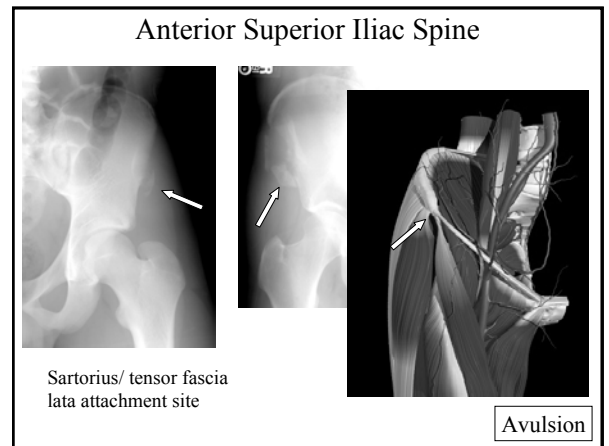 Anterior Superior Iliac Spine
Sartorius/ tensor fascia
lata attachment site
Avulsion